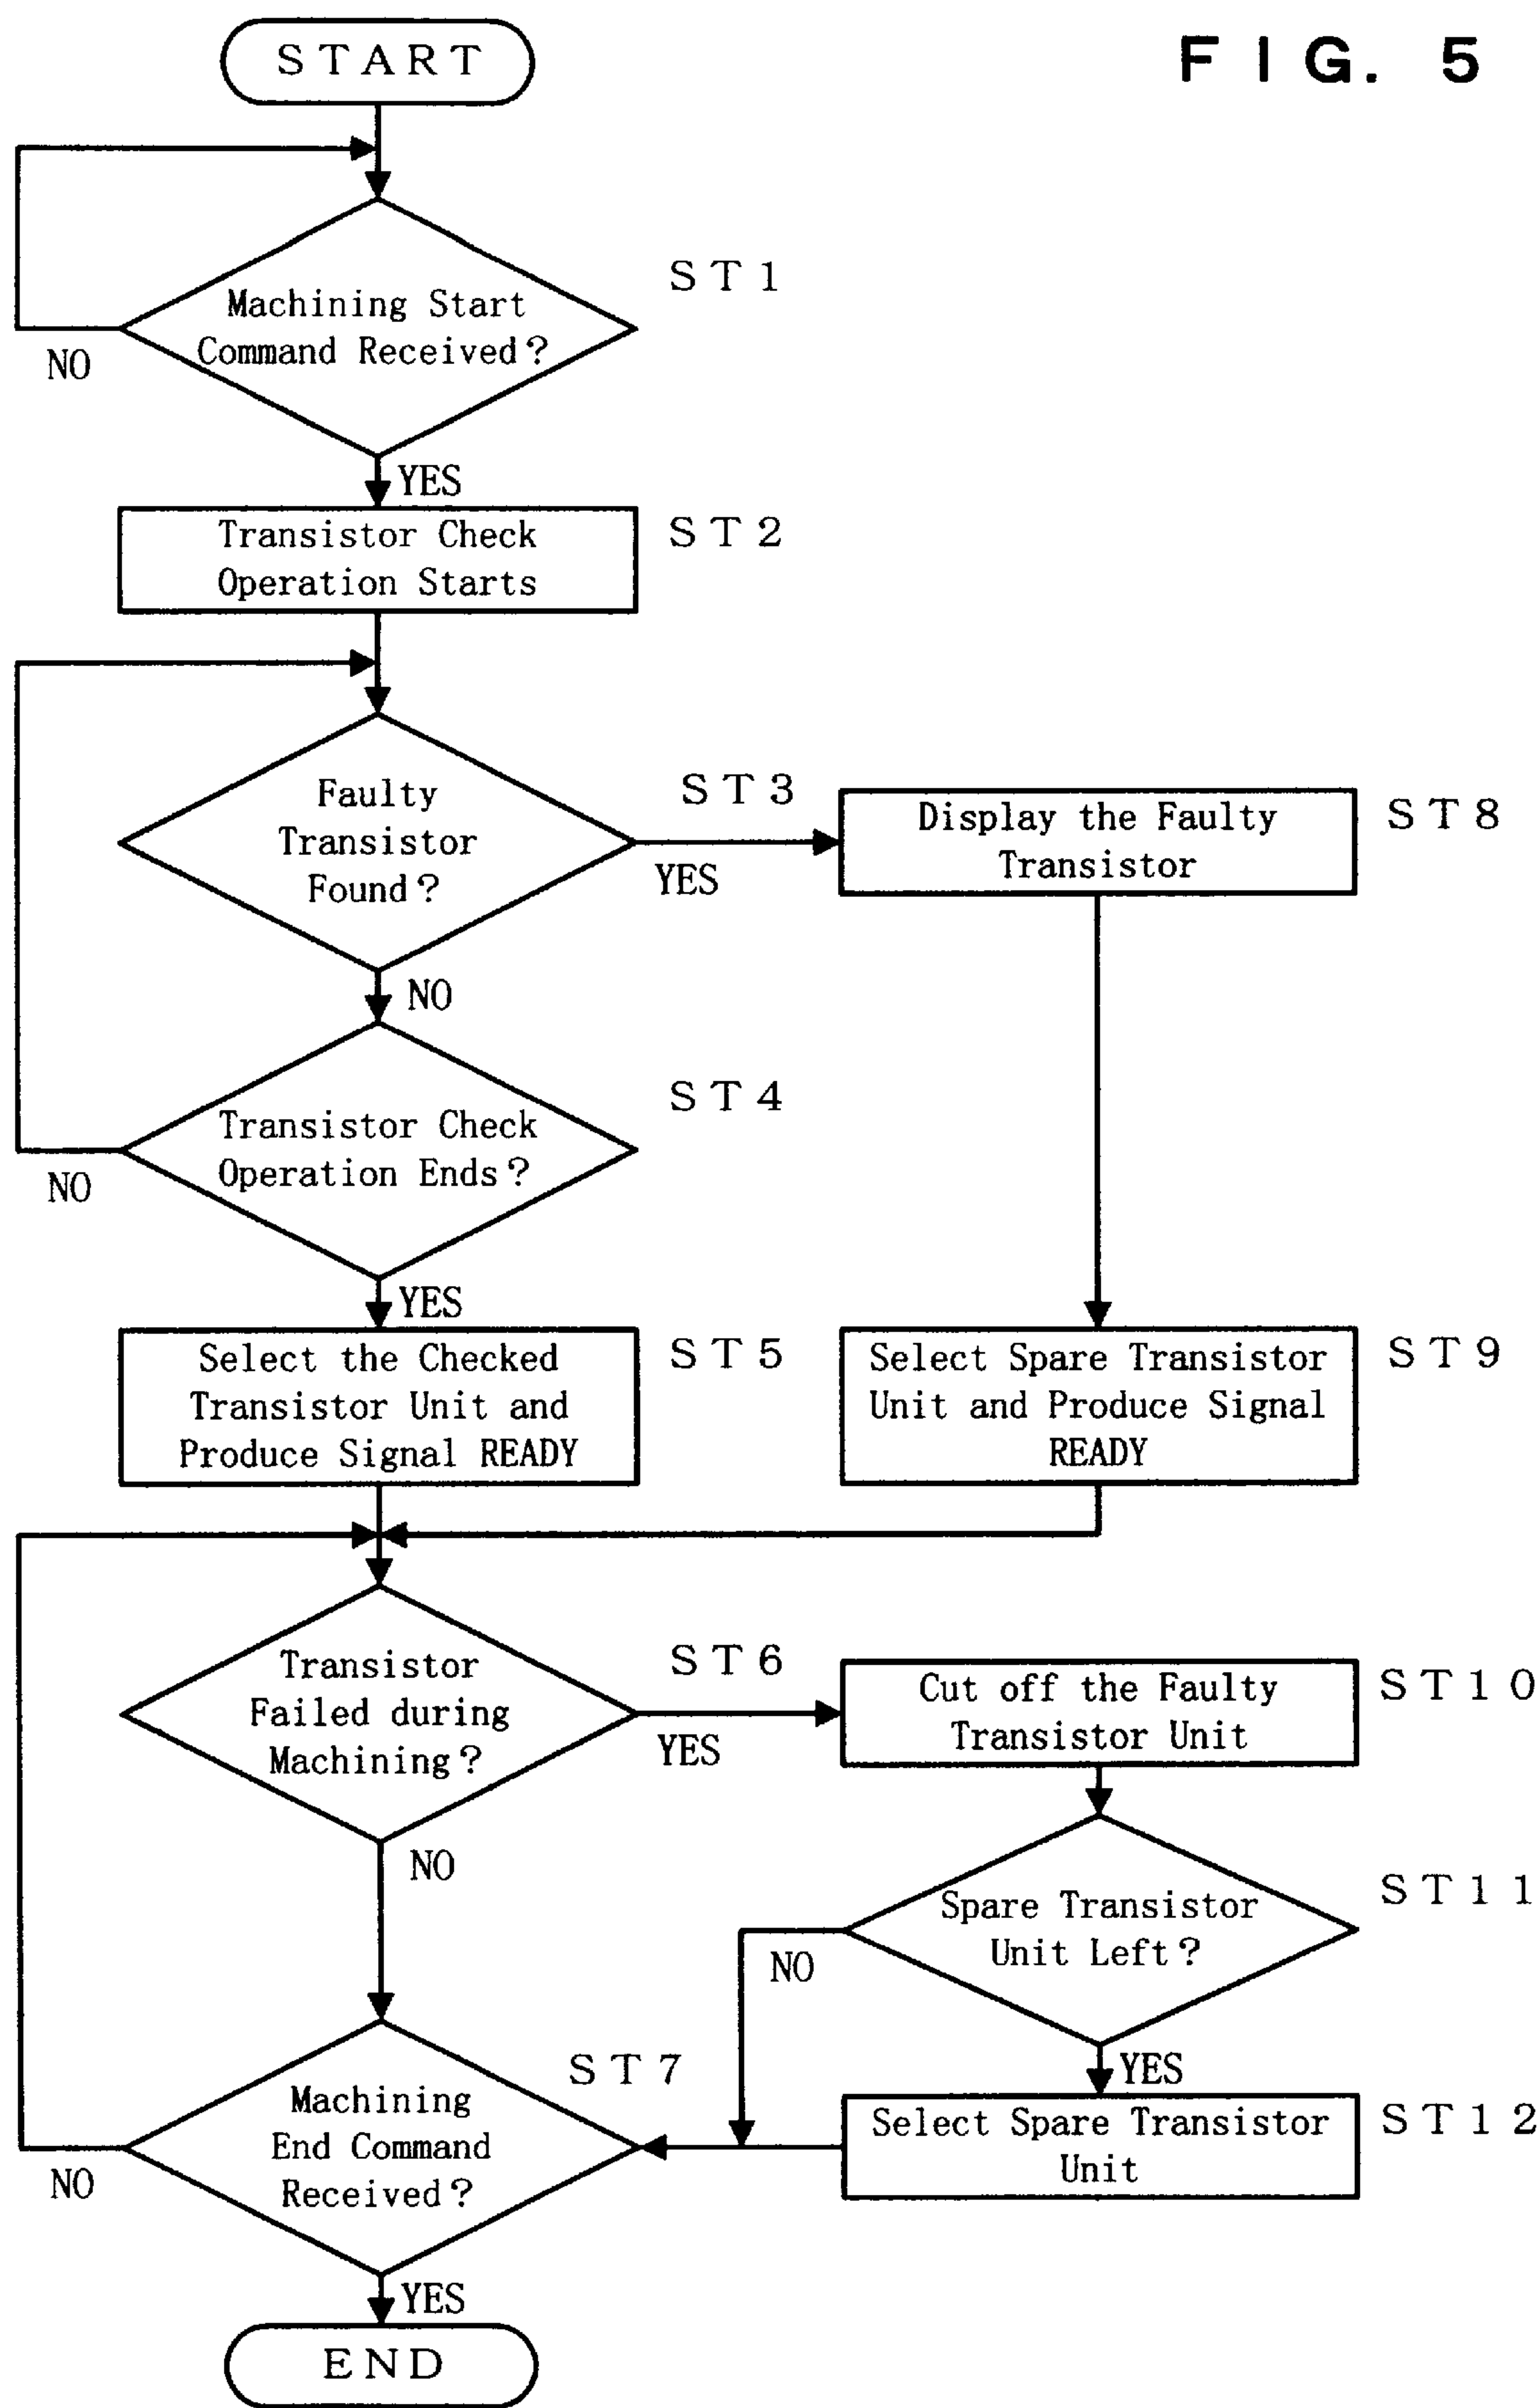 FIG. 5
START
Machining Start
Command Received?
ST1
NO
YES
Transistor Check
Operation Starts
ST2
Faulty
Transistor
Found?
ST3
YES
Display the Faulty
Transistor
ST8
NO
Transistor Check
Operation Ends?
ST4
NO
YES
Select the Checked
Transistor Unit and
Produce Signal READY
ST5
Select Spare Transistor
Unit and Produce Signal
READY
ST9
Transistor
Failed during
Machining?
ST6
YES
Cut off the Faulty
Transistor Unit
ST10
NO
Spare Transistor
Unit Left?
ST11
NO
YES
Machining
End Command
Received?
ST7
NO
Select Spare Transistor
Unit
ST12
YES
END